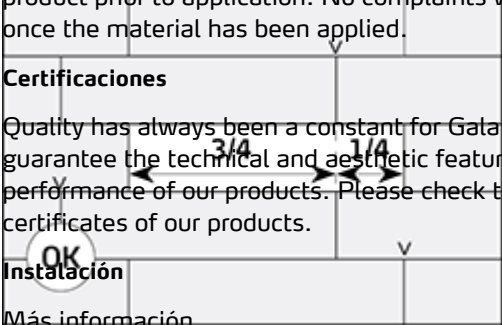 product prior to application. No complaints
once the material has been applied.
Certificaciones
Quality has always been a constant for Gala
guarantee the technical and aesthetic featur
performance of our products. Please check t
certificates of our products.
3/4 1/4
OK
Instalación
Más información